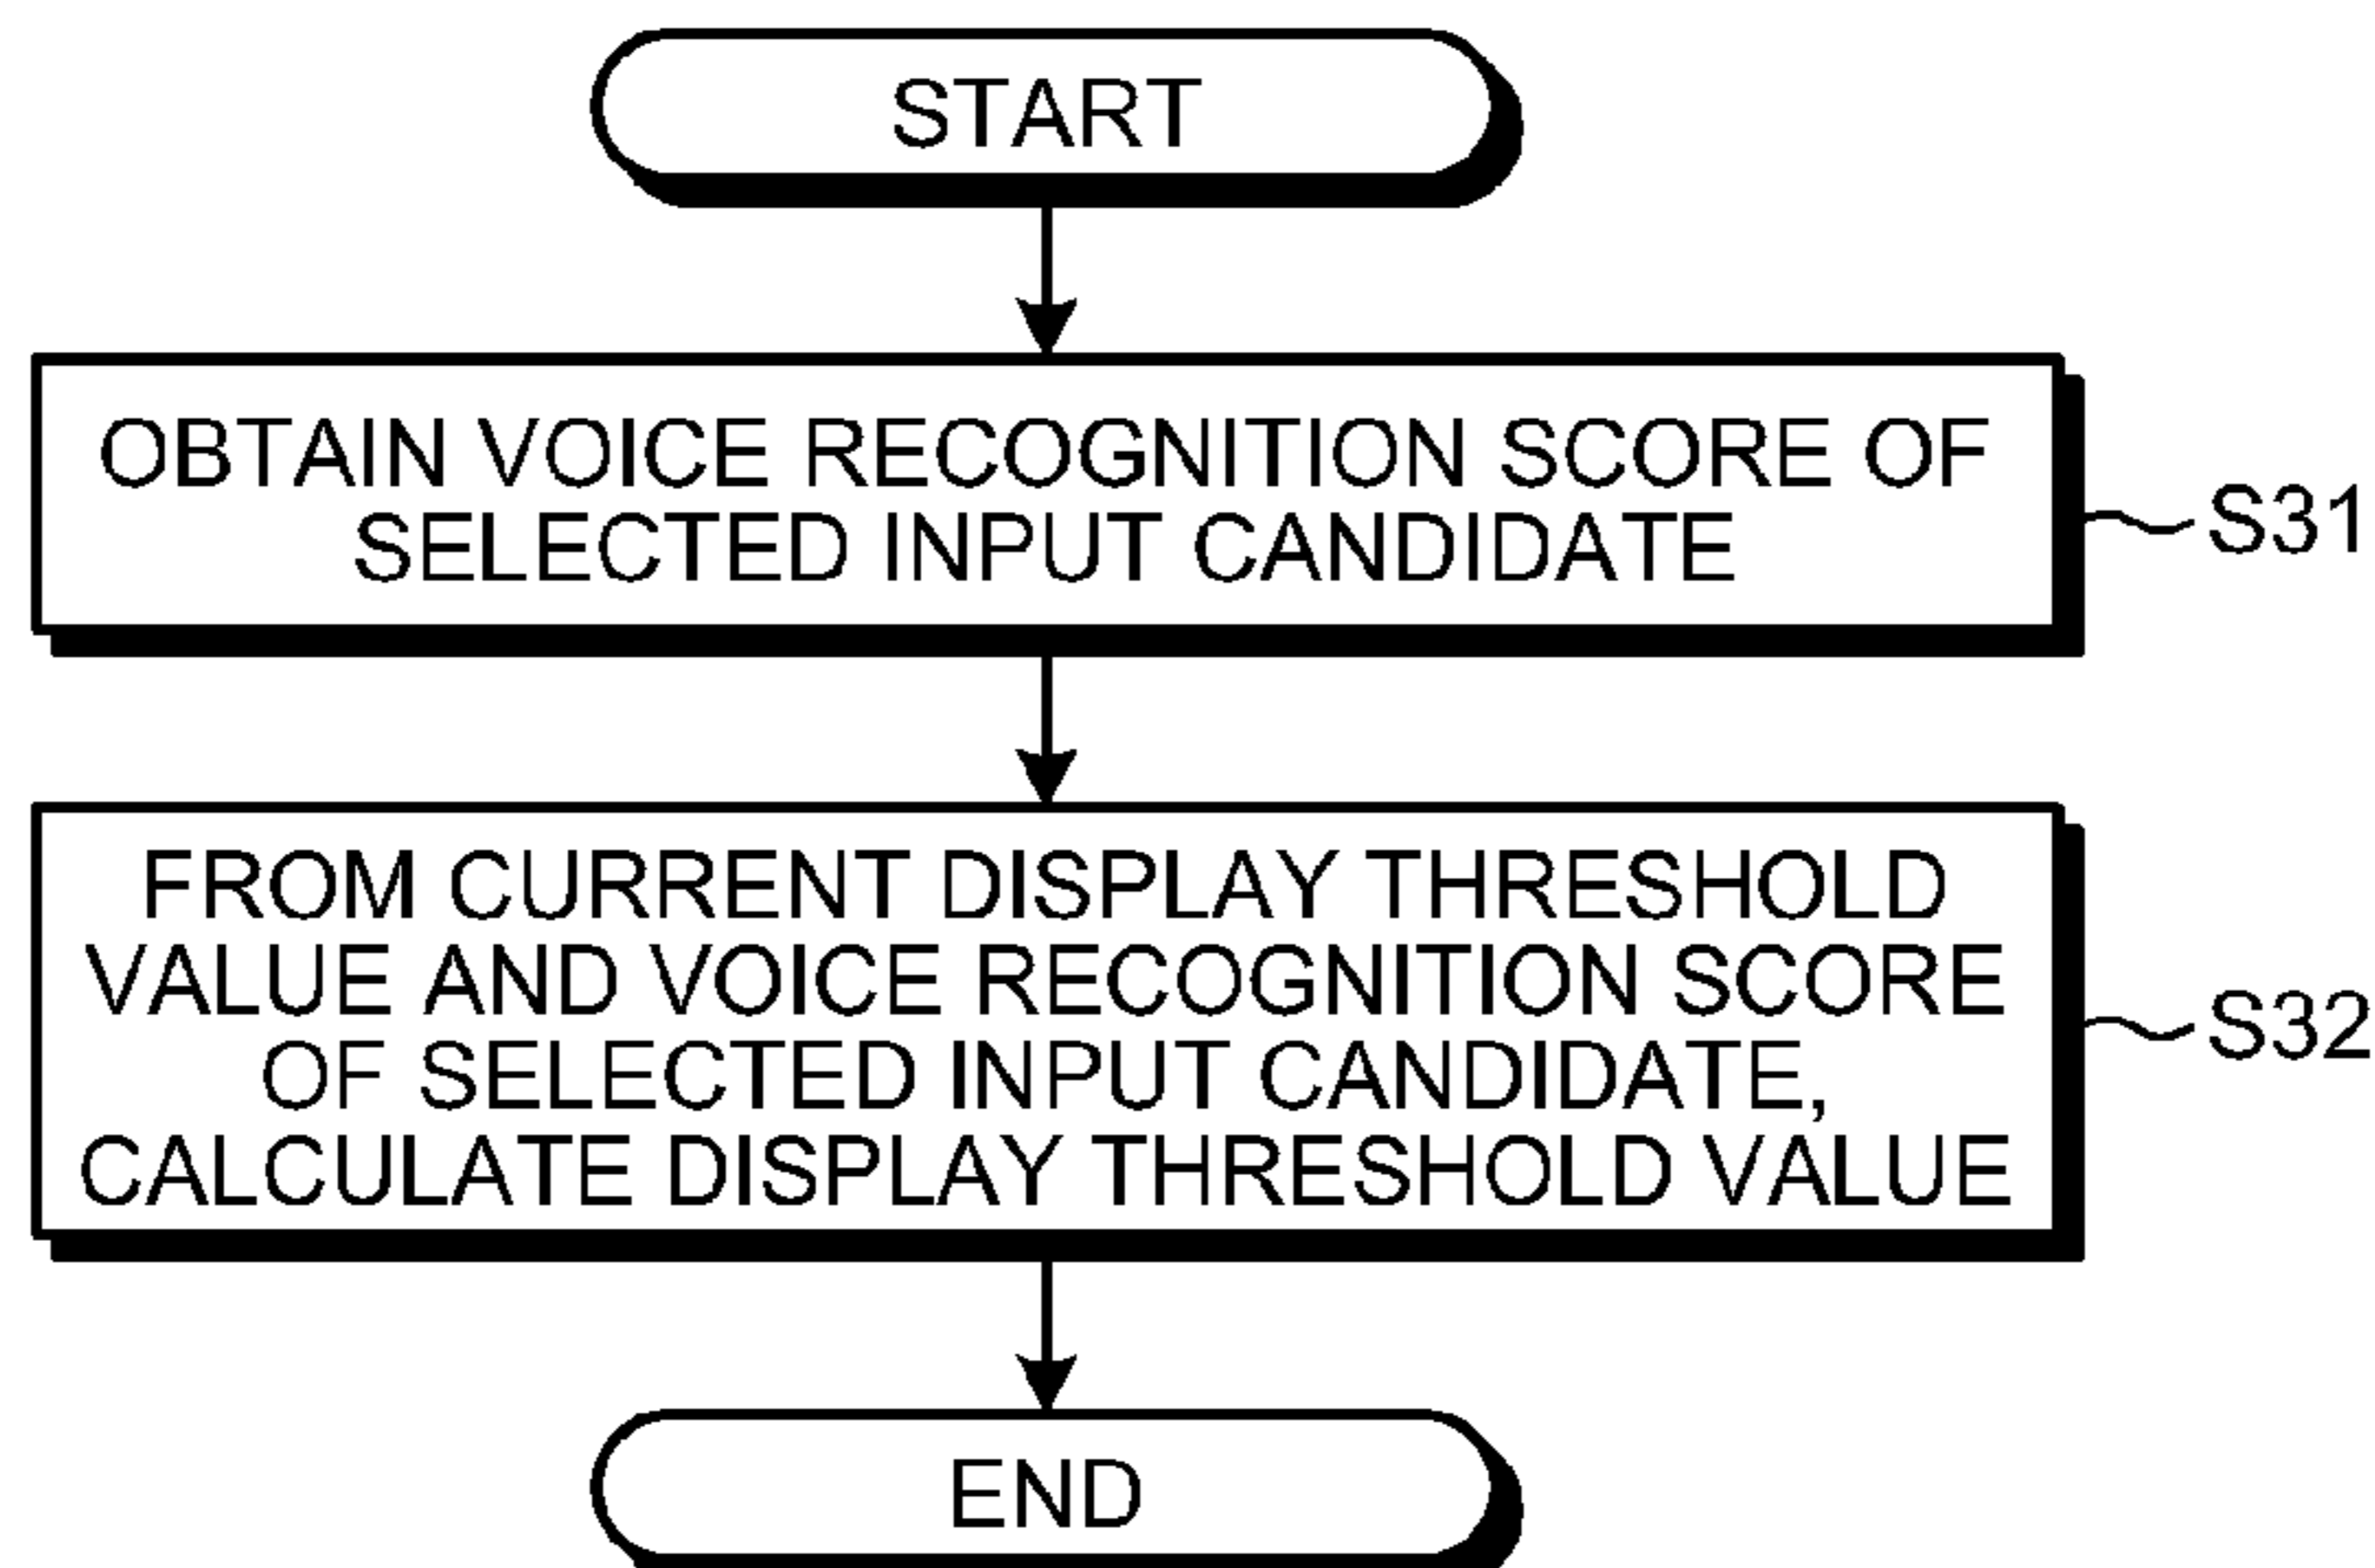 START
OBTAIN VOICE RECOGNITION SCORE OF
SELECTED INPUT CANDIDATE
S31
FROM CURRENT DISPLAY THRESHOLD
VALUE AND VOICE RECOGNITION SCORE
OF SELECTED INPUT CANDIDATE,
CALCULATE DISPLAY THRESHOLD VALUE
S32
END